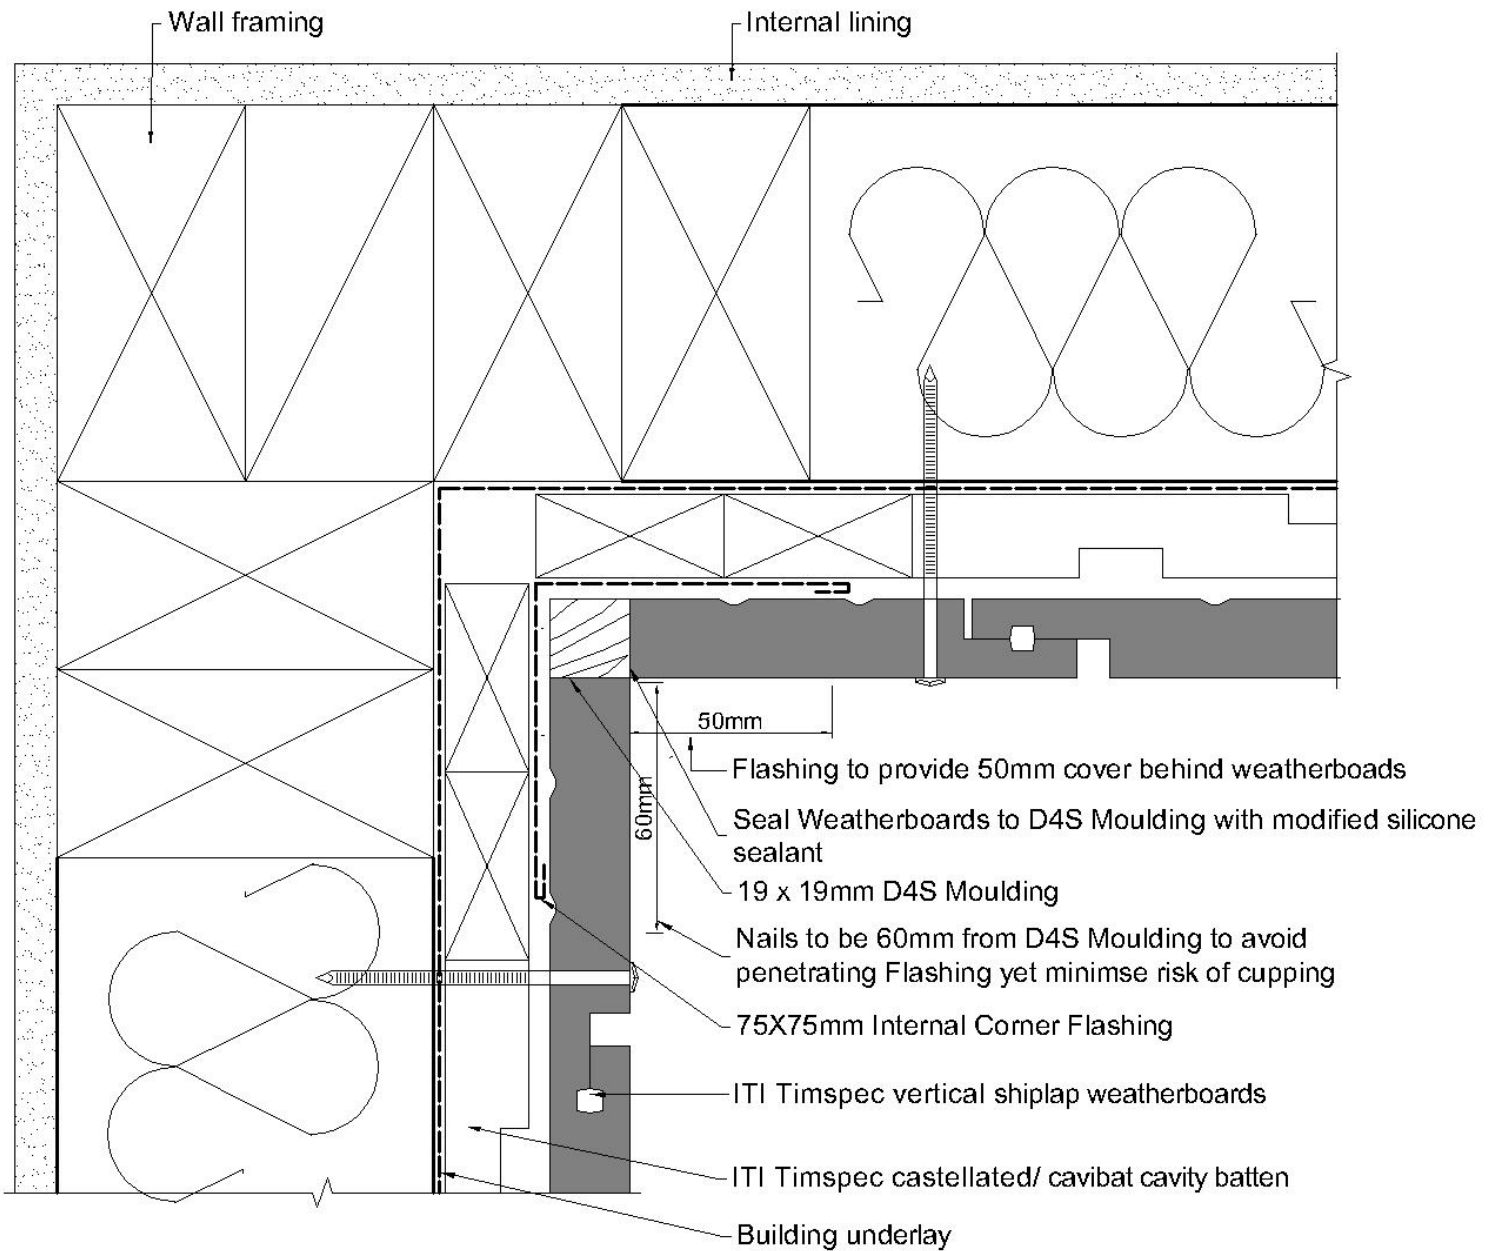 Wall framing
Internal lining
50mm
60mm
Flashing to provide 50mm cover behind weatherboads
Seal Weatherboards to D4S Moulding with modified silicone
sealant
19 x 19mm D4S Moulding
Nails to be 60mm from D4S Moulding to avoid
penetrating Flashing yet minimse risk of cupping
75X75mm Internal Corner Flashing
ITI Timspec vertical shiplap weatherboards
ITI Timspec castellated/ cavibat cavity batten
Building underlay